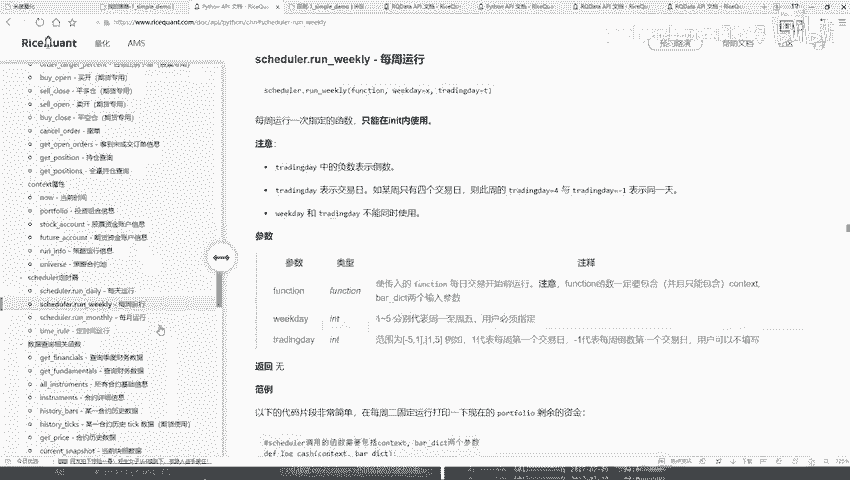 Python API 文档 - RiceQu
RQData API 文档 - RiceQ
https://www.ricequant.com/doc/api/python/chn#scheduler-run_weekly
RiceQuant
量化
AMS
帮助文档
社区
order_target_percent
buy_open - 买开（期货专用）
sell_close - 平多仓（期货专用）
sell_open - 卖开（期货专用）
buy_close - 平空仓（期货专用）
cancel_order - 撤单
get_open_orders - 拿到未成交订单信息
get_position - 持仓查询
get_positions - 全量持仓查询
context属性
now - 当前时间
portfolio - 投资组合信息
stock_account - 股票资金账户信息
future_account - 期货资金账户信息
run_info - 策略运行信息
universe - 策略合约池
scheduler定时器
scheduler.run_daily - 每天运行
scheduler.run_weekly - 每周运行
scheduler.run_monthly - 每月运行
time_rule - 定时间运行
数据查询相关函数
get_financials - 查询季度财务数据
get_fundamentals - 查询财务数据
all_instruments - 所有合约基础信息
instruments - 合约详细信息
history_bars - 某一合约历史数据
history_ticks - 某一合约历史 tick 数据（期货使用）
get_price - 合约历史数据
current_snapshot - 当前快照数据
scheduler.run_weekly - 每周运行
scheduler.run_weekly(function, weekday=x, tradingday=t)
每周运行一次指定的函数，只能在init内使用。
注意：
tradingday 中的负数表示倒数。
tradingday 表示交易日。如某周只有四个交易日，则此周的 tradingday=4 与 tradingday=-1 表示同一天。
weekday 和 tradingday 不能同时使用。
参数
参数 类型 注释
function function 使传入的 function 每日交易开始前运行。注意，function函数一定要包含（并且只能包含）context, bar_dict两个输入参数
weekday int 1~5 分别代表周一至周五，用户必须指定
tradingday int 范围为[-5,1],[1,5] 例如，1代表每周第一个交易日，-1代表每周倒数第一个交易日，用户可以不填写
返回 无
范例
以下的代码片段非常简单，在每周二固定运行打印一下现在的 portfolio 剩余的资金：
#scheduler调用的函数需要包括context, bar_dict两个参数
def log_cash(context, bar_dict):